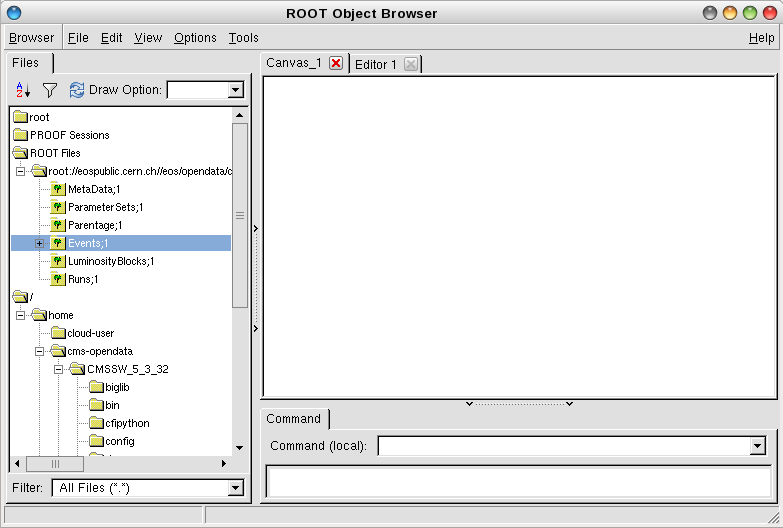 ROOT Object Browser
Browser File Edit View Options Tools Help
Files
Canvas_1 Editor 1
Draw Option:
root
PROOF Sessions
ROOT Files
root://eospublic.cern.ch//eos/opendata/c
MetaData;1
ParameterSets;1
Parentage;1
Events;1
LuminosityBlocks;1
Runs;1
/
home
cloud-user
cms-opendata
CMSSW_5_3_32
biglib
bin
cfipython
config
Filter: All Files (*.*)
Command
Command (local):